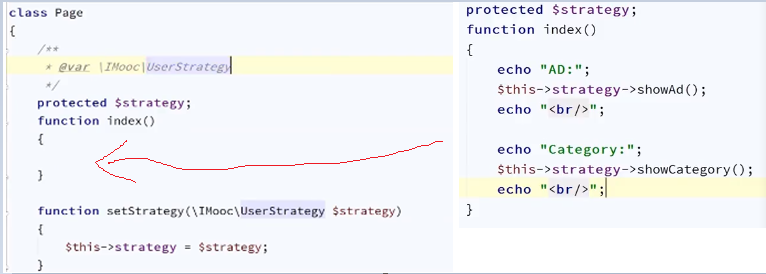 class Page
{
/**
* @var \IMooc\UserStrategy
*/
protected $strategy;
function index()
{
}
function setStrategy(\IMooc\UserStrategy $strategy)
{
$this->strategy = $strategy;
}
protected $strategy;
function index()
{
echo "AD:";
$this->strategy->showAd();
echo "<br/>";
echo "Category:";
$this->strategy->showCategory();
echo "<br/>";
}